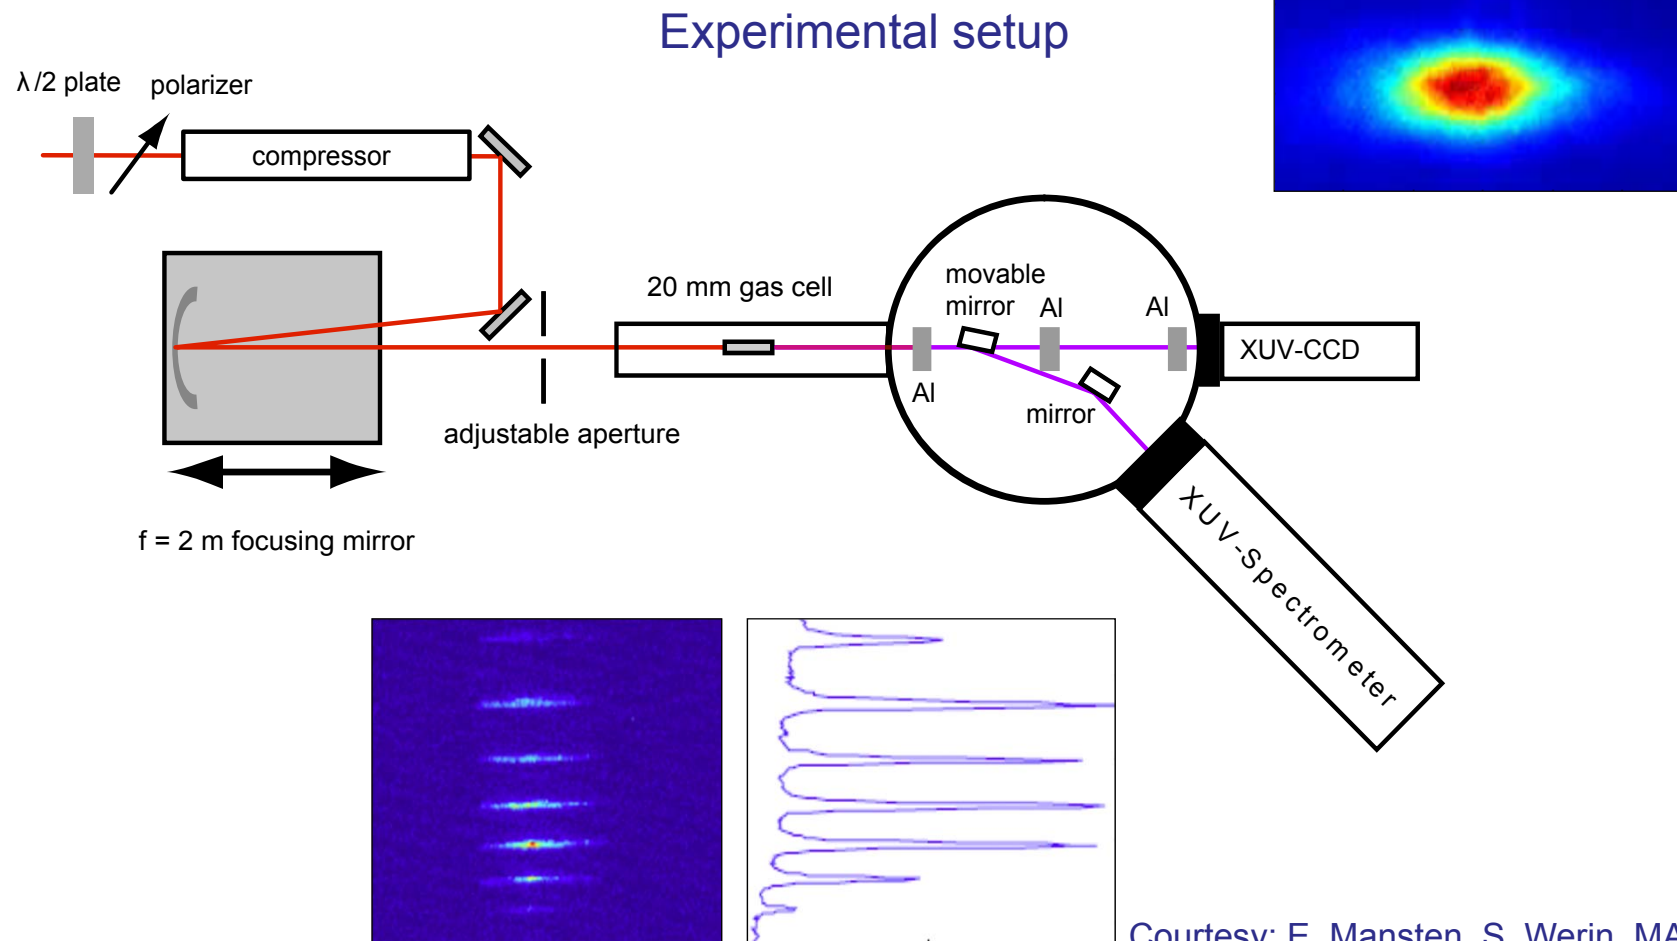 Experimental setup
λ/2 plate
polarizer
compressor
20 mm gas cell
movable
mirror
Al
Al
XUV-CCD
Al
mirror
adjustable aperture
XUV-Spectrometer
f = 2 m focusing mirror
Courtesy: E. Mansten, S. Werin, MA